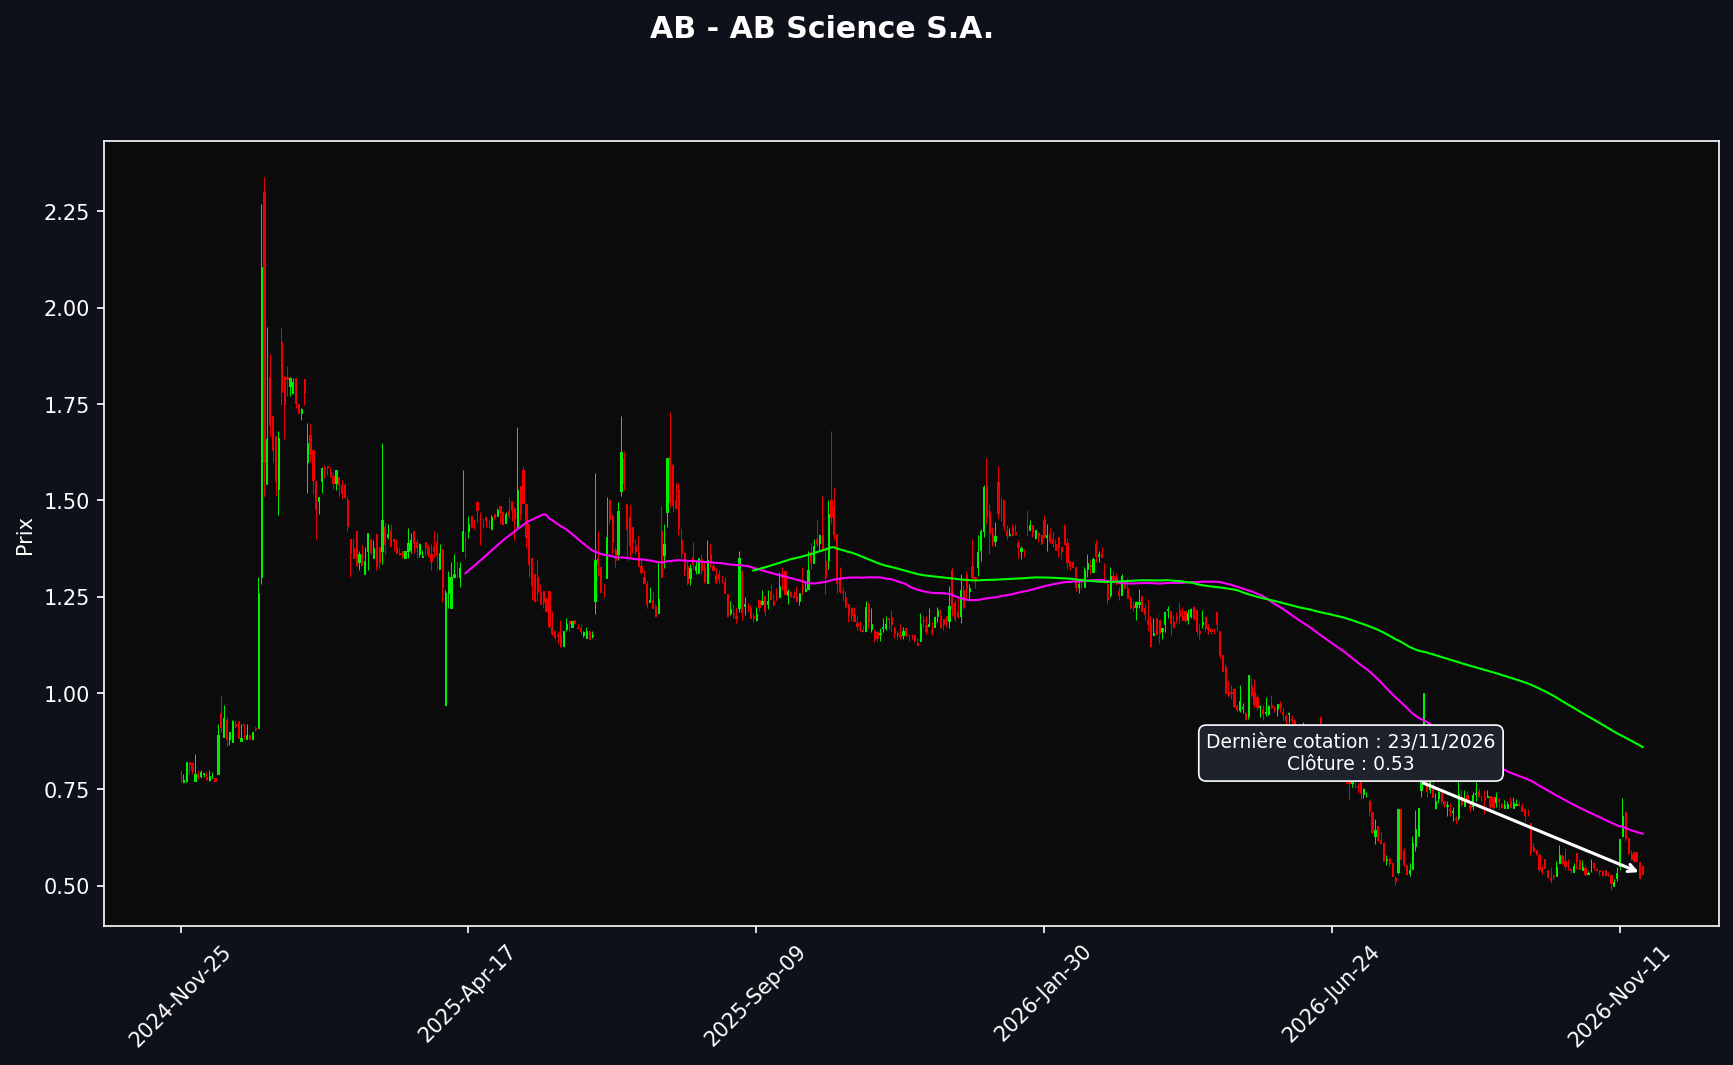 AB - AB Science S.A.
Prix
2.25
2.00
1.75
1.50
1.25
1.00
0.75
0.50
Dernière cotation : 23/11/2026
Clôture : 0.53
2024-Nov-25
2025-Apr-17
2025-Sep-09
2026-Jan-30
2026-Jun-24
2026-Nov-11